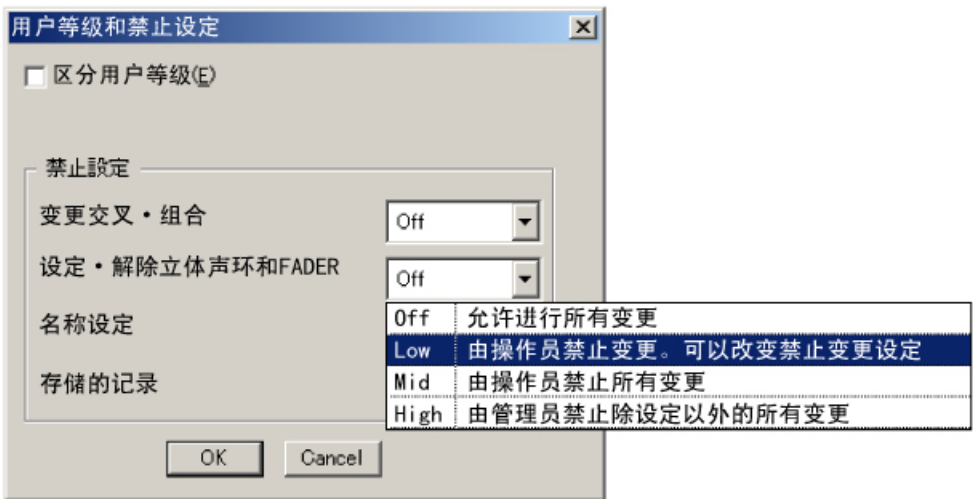 用户等级和禁止设定
区分用户等级(E)
禁止設定
变更交叉・组合 Off
设定・解除立体声环和FADER Off
名称设定
存储的记录
Off 允许进行所有变更
Low 由操作员禁止变更。可以改变禁止变更设定
Mid 由操作员禁止所有变更
High 由管理员禁止除设定以外的所有变更
OK Cancel